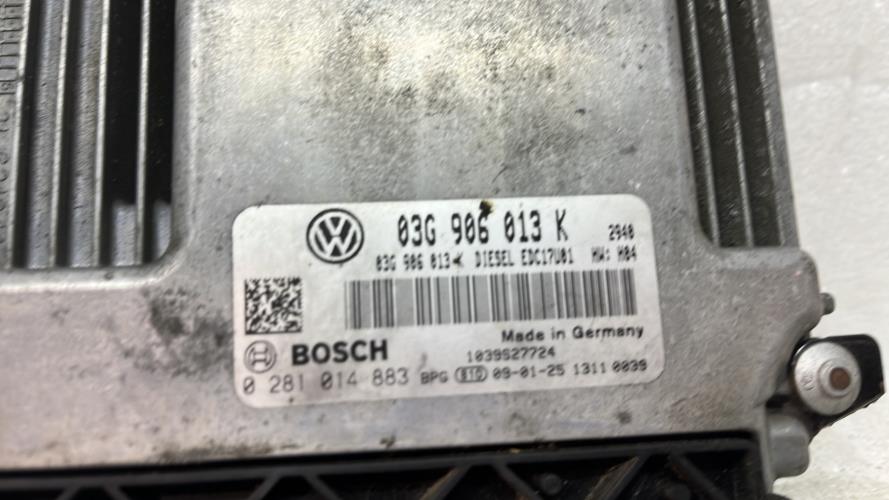 03G 906 013 K 2940
03G 906 013 K DIESEL EDC17U01 HW: H04
Made in Germany
BOSCH 1039S27724
0 281 014 883 BPG 810 09-01-25 1311 0039